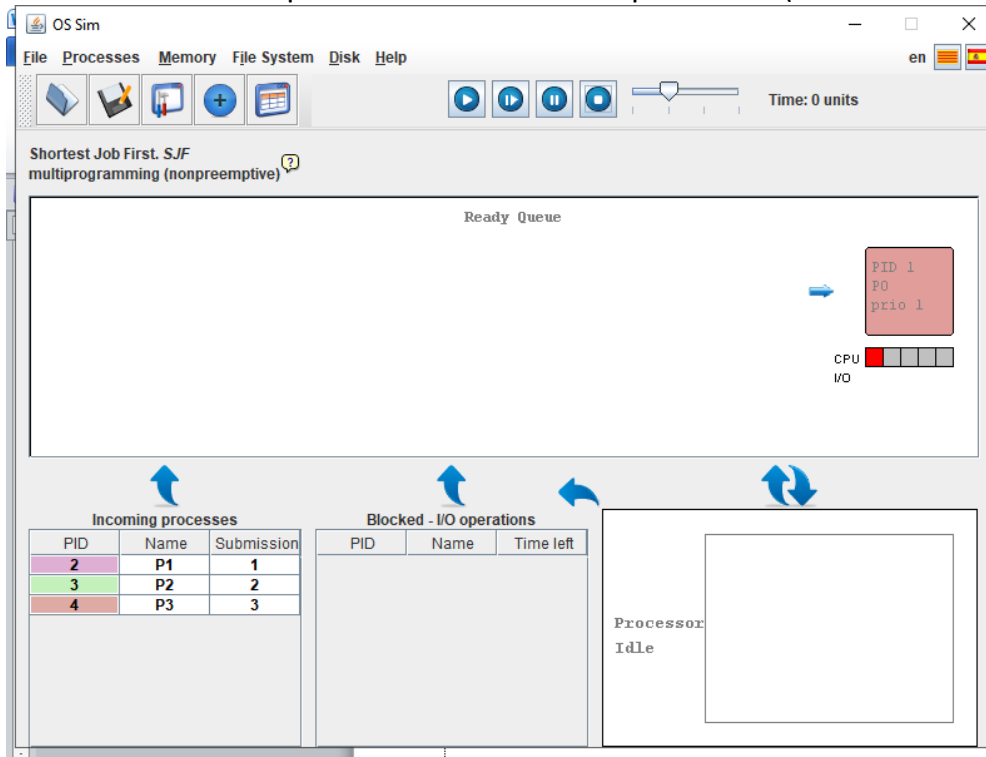 OS Sim
File Processes Memory File System Disk Help en
Time: 0 units
Shortest Job First. SJF
multiprogramming (nonpreemptive)
?
Ready Queue
PID 1
P0
prio 1
CPU
I/O
Incoming processes
PID Name Submission
2 P1 1
3 P2 2
4 P3 3
Blocked - I/O operations
PID Name Time left
Processor
Idle